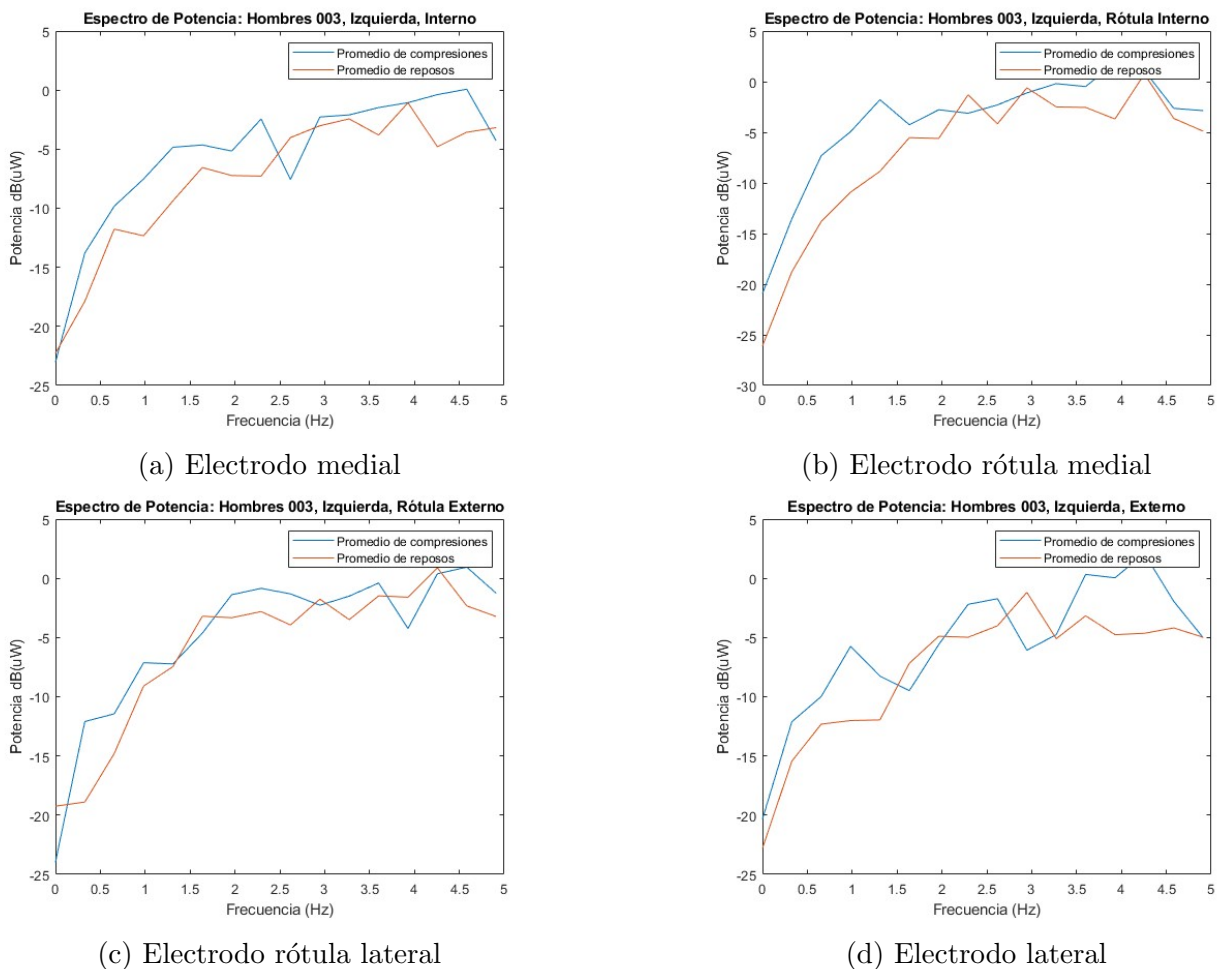 Espectro de Potencia: Hombres 003, Izquierda, Interno
Promedio de compresiones
Promedio de reposos
Potencia dB(uW)
5
0
-5
-10
-15
-20
-25
0 0.5 1 1.5 2 2.5 3 3.5 4 4.5 5
Frecuencia (Hz)
(a) Electrodo medial
Espectro de Potencia: Hombres 003, Izquierda, Rótula Interno
Promedio de compresiones
Promedio de reposos
Potencia dB(uW)
5
0
-5
-10
-15
-20
-25
-30
0 0.5 1 1.5 2 2.5 3 3.5 4 4.5 5
Frecuencia (Hz)
(b) Electrodo rótula medial
Espectro de Potencia: Hombres 003, Izquierda, Rótula Externo
Promedio de compresiones
Promedio de reposos
Potencia dB(uW)
5
0
-5
-10
-15
-20
-25
0 0.5 1 1.5 2 2.5 3 3.5 4 4.5 5
Frecuencia (Hz)
(c) Electrodo rótula lateral
Espectro de Potencia: Hombres 003, Izquierda, Externo
Promedio de compresiones
Promedio de reposos
Potencia dB(uW)
5
0
-5
-10
-15
-20
-25
0 0.5 1 1.5 2 2.5 3 3.5 4 4.5 5
Frecuencia (Hz)
(d) Electrodo lateral